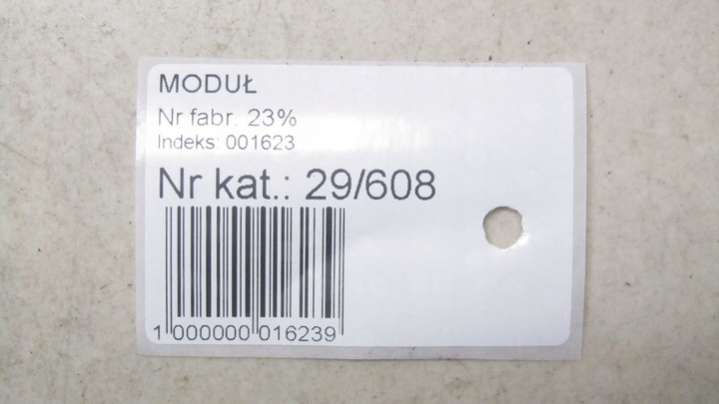 MODUŁ
Nr fabr. 23%
Indeks: 001623
Nr kat.: 29/608
1 000000 016239